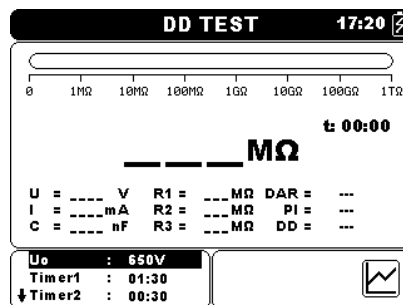 DD TEST 17:20
0 1MΩ 10MΩ 100MΩ 1GΩ 10GΩ 100GΩ 1TΩ
t: 00:00
_ _ _ MΩ
U = ____ V R1 = ___MΩ DAR = ---
I = ____mA R2 = ___MΩ PI = ---
C = ____ nF R3 = ___MΩ DD = ---
Uo : 650V
Timer1 : 01:30
Timer2 : 00:30